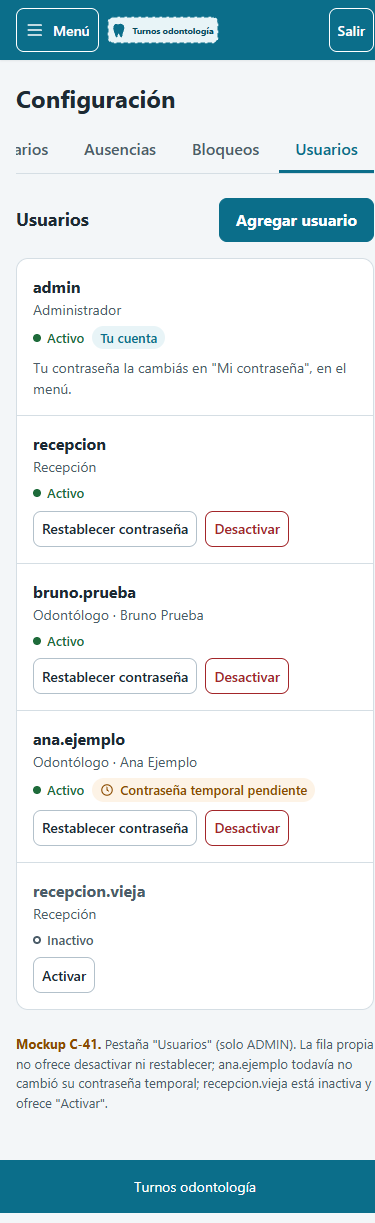 Menú
Turnos odontología
Salir
Configuración
arios Ausencias Bloqueos Usuarios
Usuarios
Agregar usuario
admin
Administrador
Activo Tu cuenta
Tu contraseña la cambiás en "Mi contraseña", en el
menú.
recepcion
Recepción
Activo
Restablecer contraseña Desactivar
bruno.prueba
Odontólogo · Bruno Prueba
Activo
Restablecer contraseña Desactivar
ana.ejemplo
Odontólogo · Ana Ejemplo
Activo Contraseña temporal pendiente
Restablecer contraseña Desactivar
recepcion.vieja
Recepción
Inactivo
Activar
Mockup C-41. Pestaña "Usuarios" (solo ADMIN). La fila propia
no ofrece desactivar ni restablecer; ana.ejemplo todavía no
cambió su contraseña temporal; recepcion.vieja está inactiva y
ofrece "Activar".
Turnos odontología